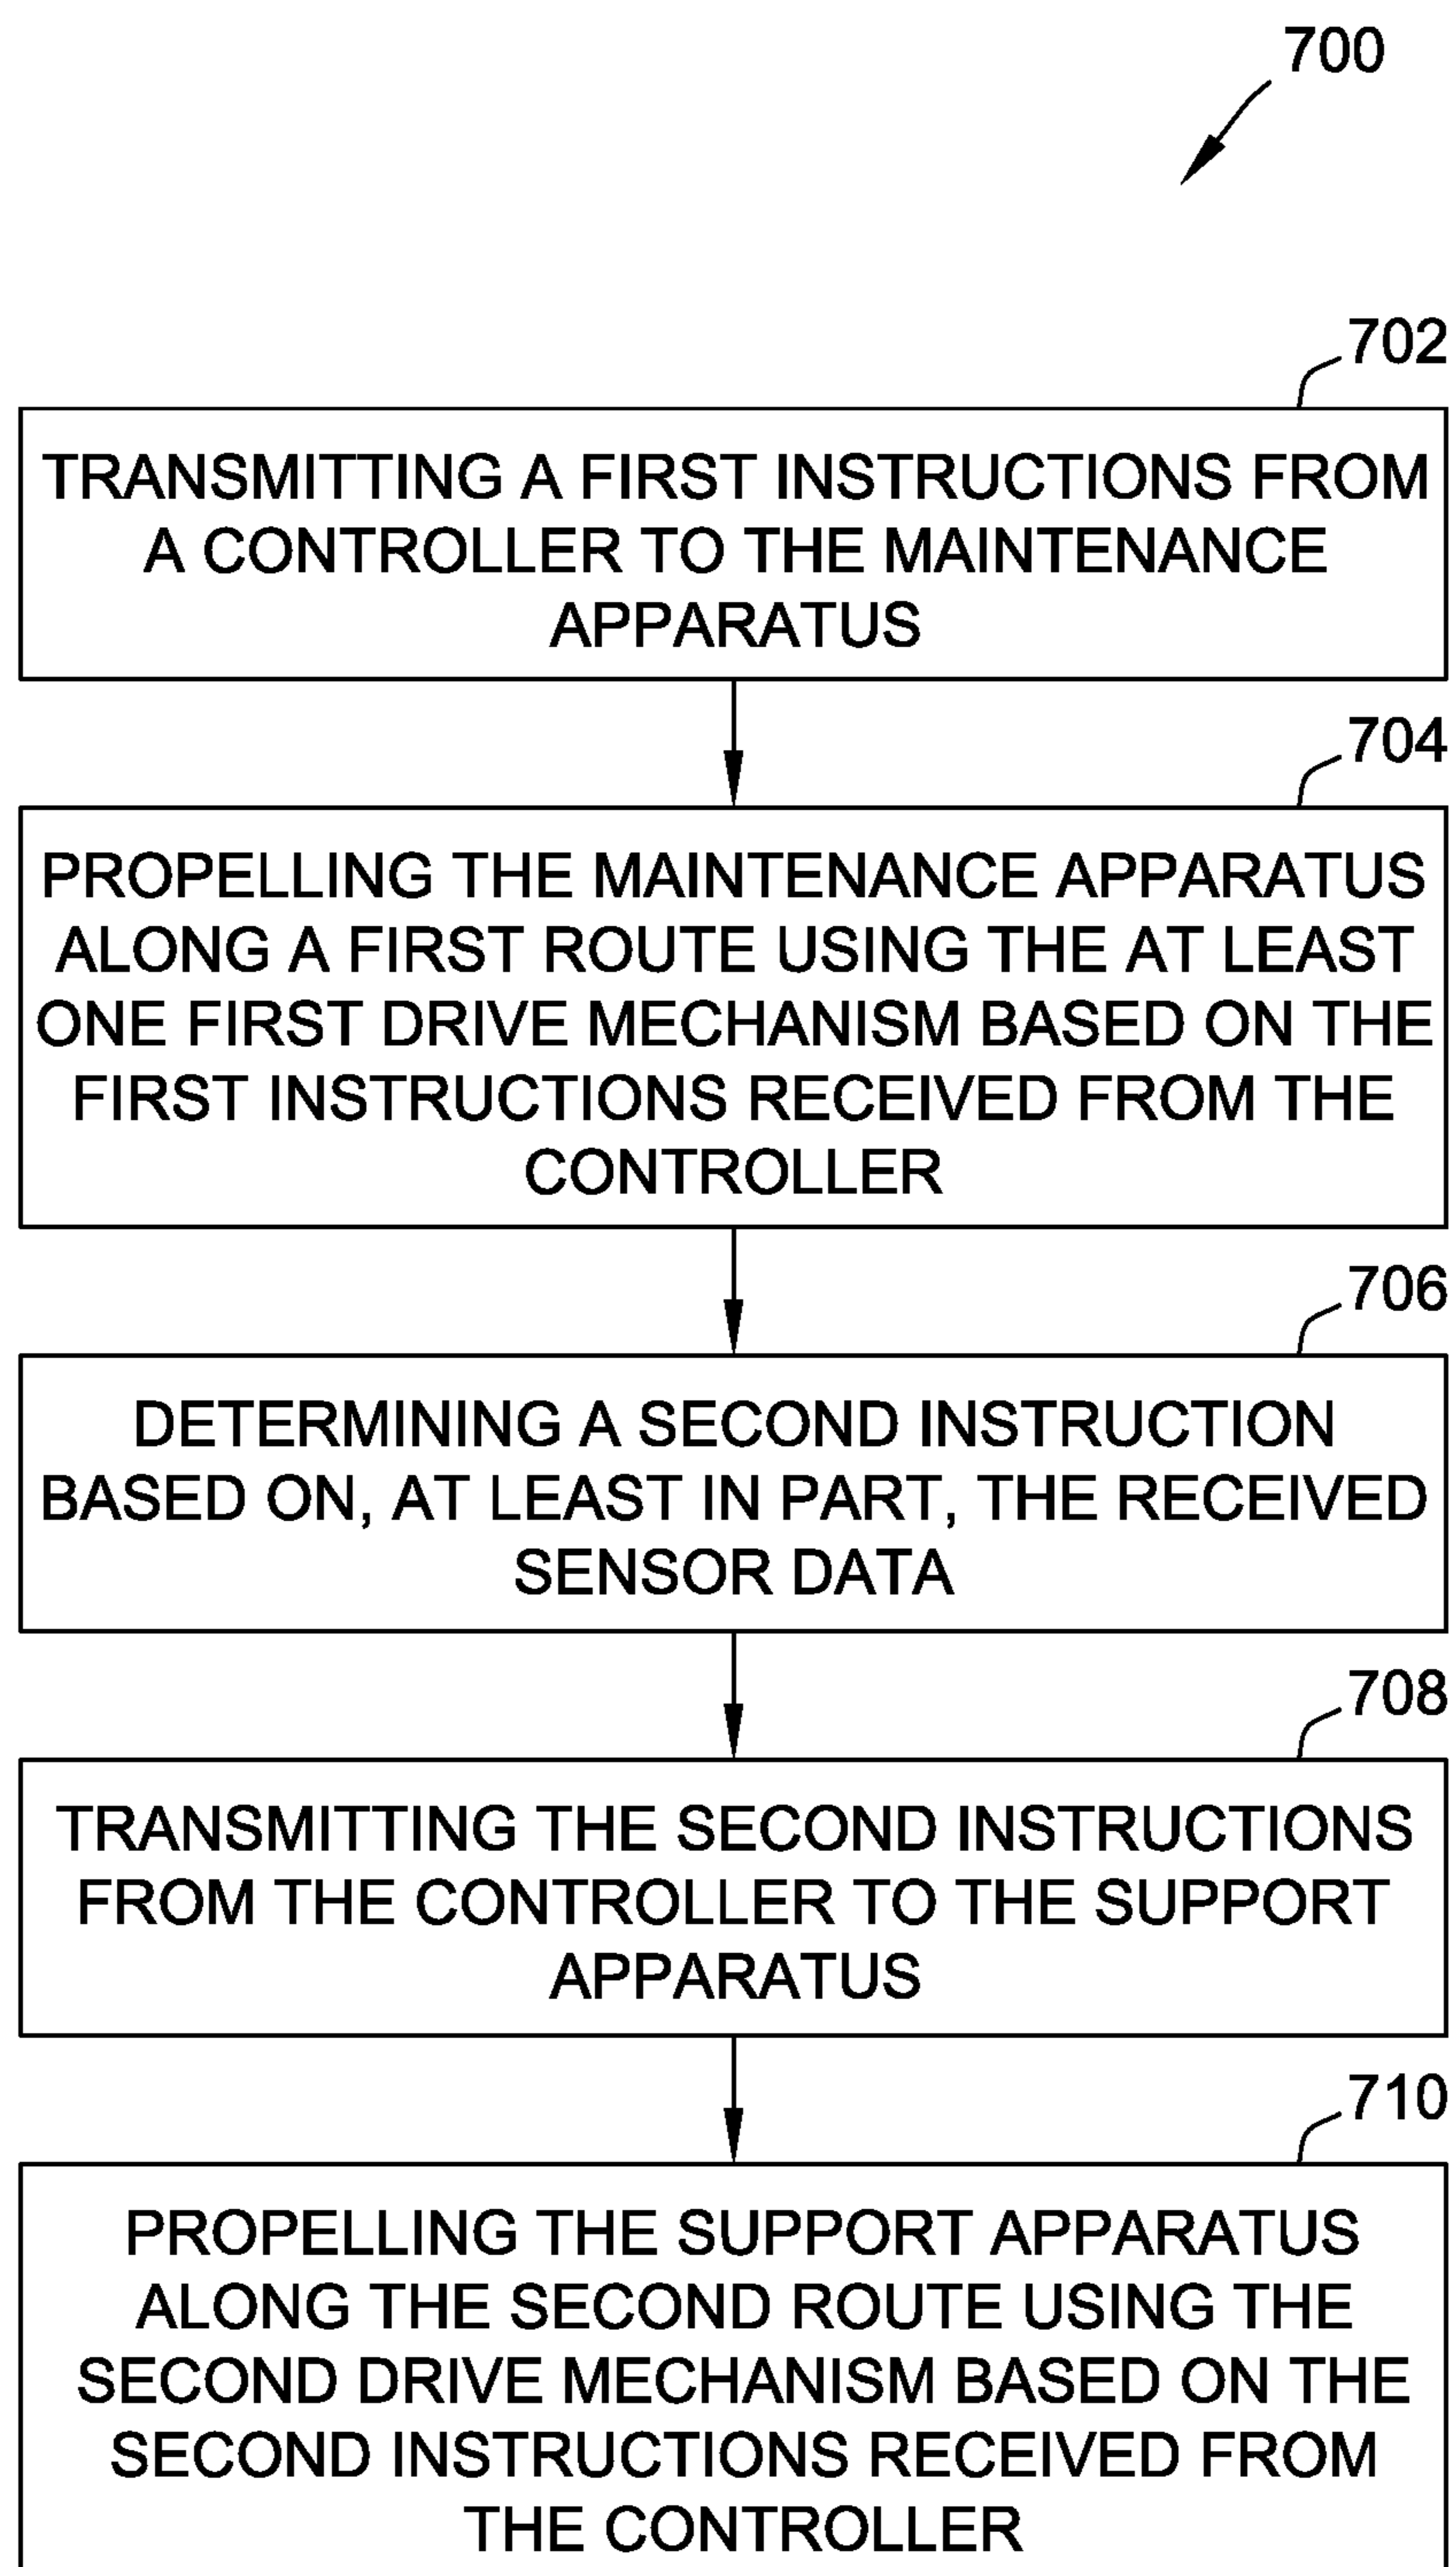 700
702
TRANSMITTING A FIRST INSTRUCTIONS FROM
A CONTROLLER TO THE MAINTENANCE
APPARATUS
704
PROPELLING THE MAINTENANCE APPARATUS
ALONG A FIRST ROUTE USING THE AT LEAST
ONE FIRST DRIVE MECHANISM BASED ON THE
FIRST INSTRUCTIONS RECEIVED FROM THE
CONTROLLER
706
DETERMINING A SECOND INSTRUCTION
BASED ON, AT LEAST IN PART, THE RECEIVED
SENSOR DATA
708
TRANSMITTING THE SECOND INSTRUCTIONS
FROM THE CONTROLLER TO THE SUPPORT
APPARATUS
710
PROPELLING THE SUPPORT APPARATUS
ALONG THE SECOND ROUTE USING THE
SECOND DRIVE MECHANISM BASED ON THE
SECOND INSTRUCTIONS RECEIVED FROM
THE CONTROLLER